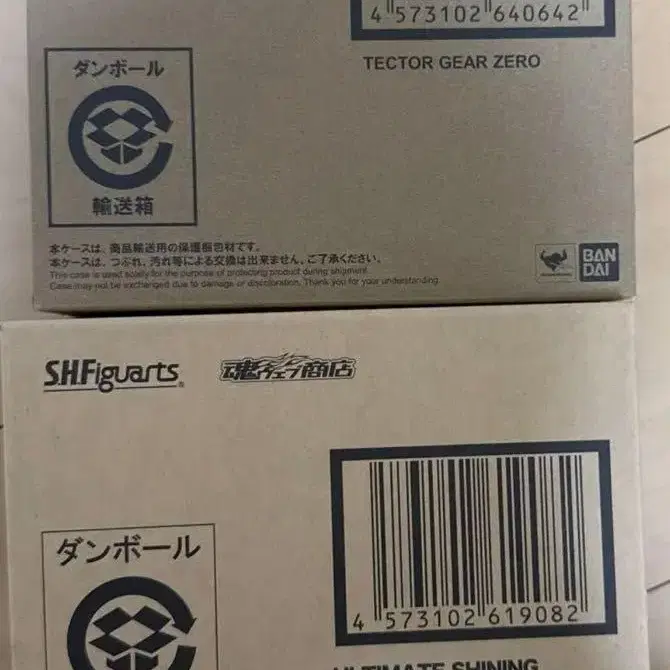 4 573102 640642
TECTOR GEAR ZERO
ダンボール
輸送箱
本ケースは、商品輸送用の保護梱包材です。
本ケースは、つぶれ、汚れ等による交換は出来ません。ご了承ください。
This case is used solely for the purpose of protecting product during shipment.
Case may not be exchanged due to damage or discoloration. Thank you for your understanding.
BAN
DAI
S.H.Figuarts
魂ウェブ商店
4 573102 619082
ダンボール
ULTIMATE SHINING